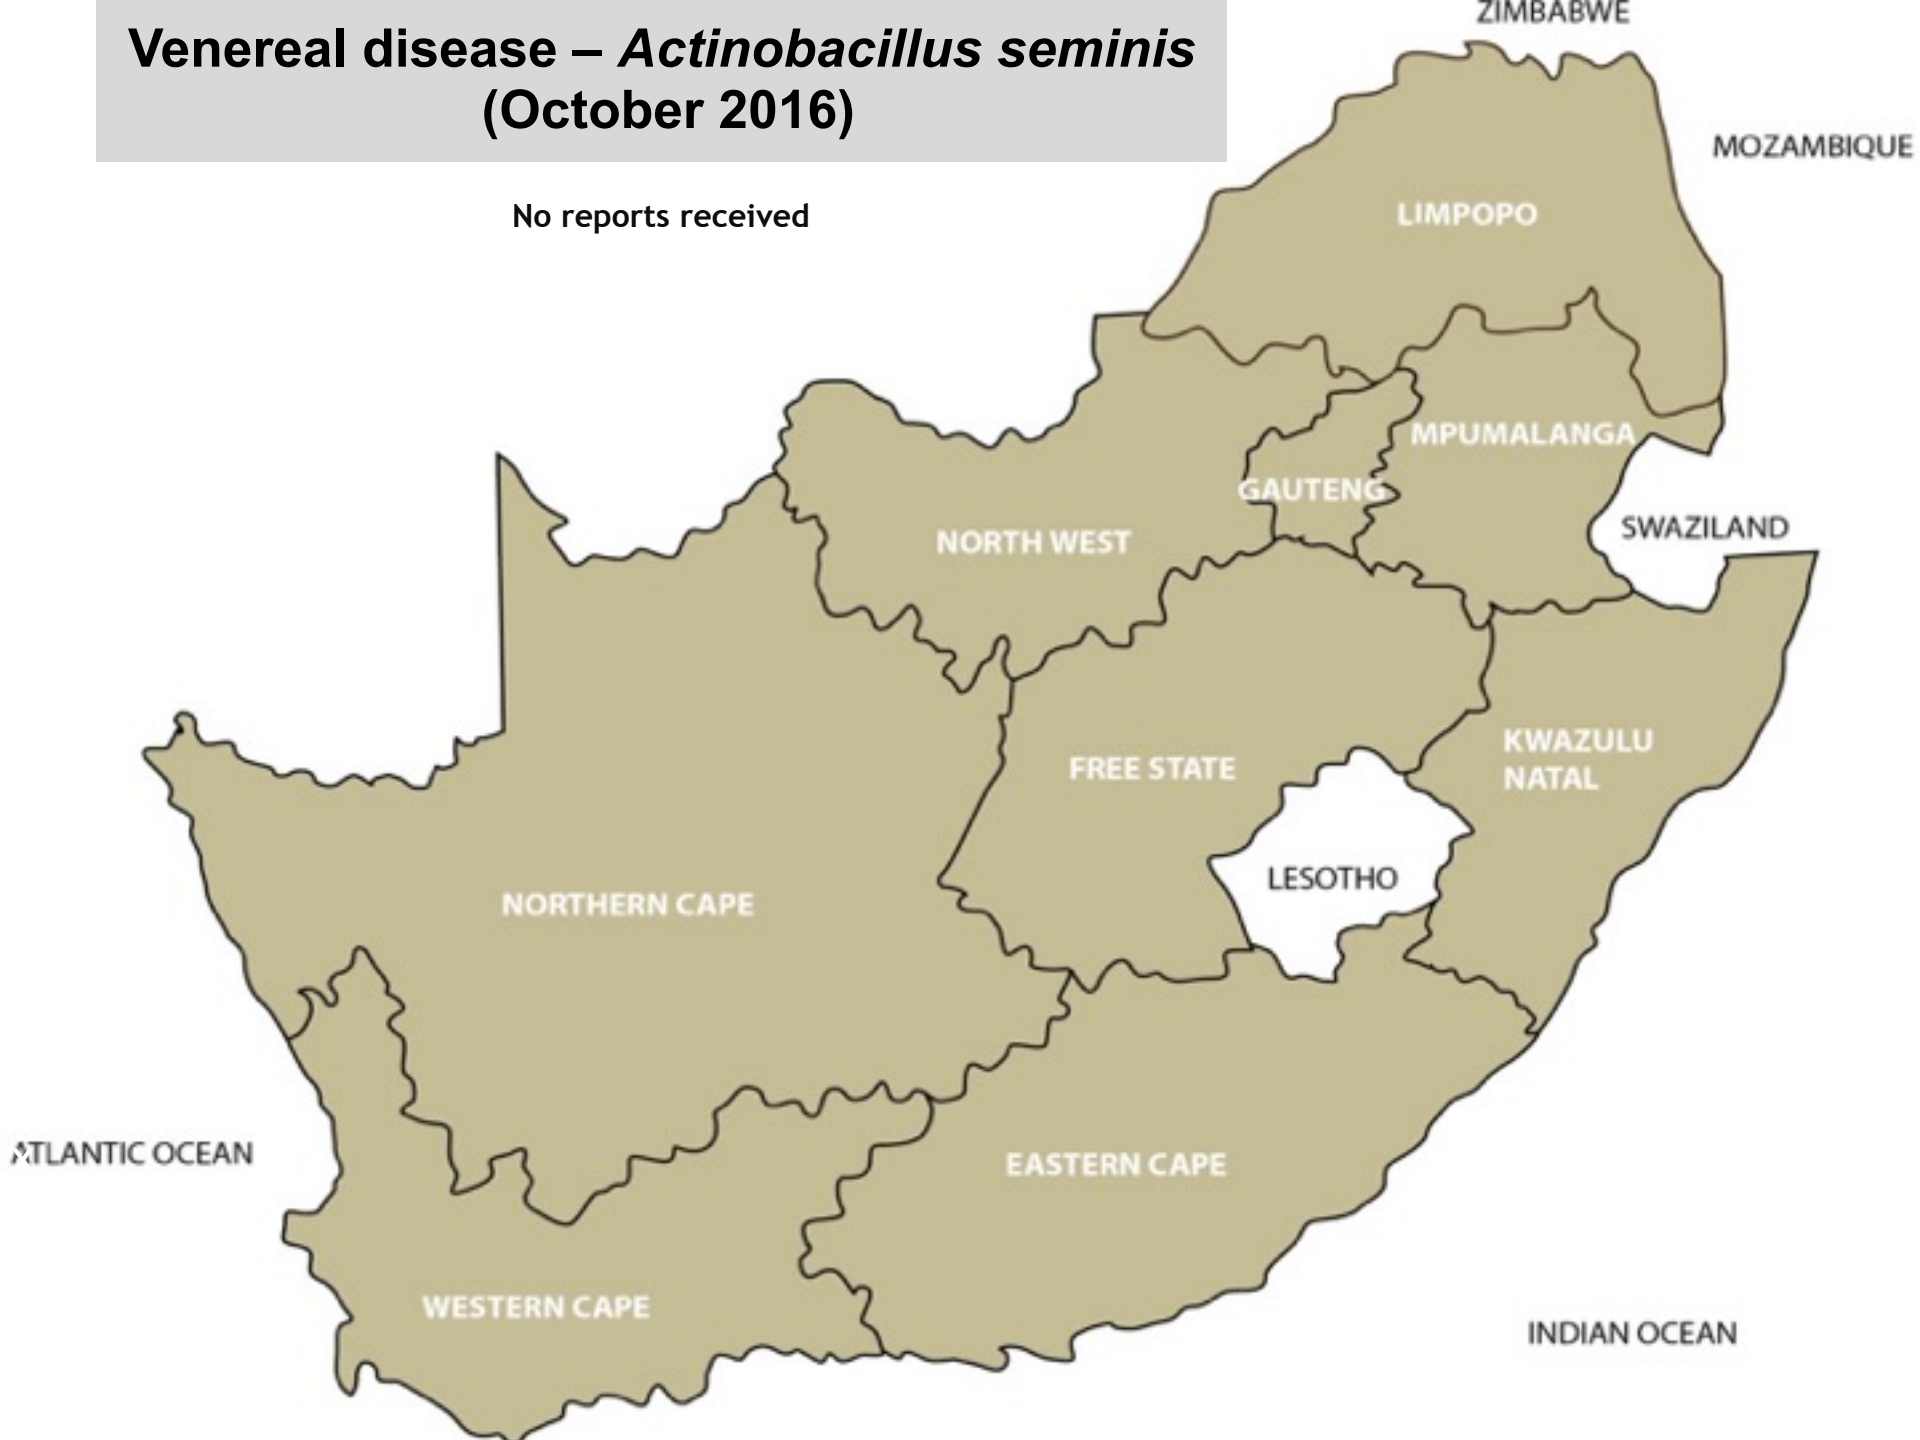 Venereal disease – Actinobacillus seminis
(October 2016)
No reports received
ZIMBABWE
MOZAMBIQUE
LIMPOPO
MPUMALANGA
GAUTENG
SWAZILAND
NORTH WEST
KWAZULU
NATAL
FREE STATE
LESOTHO
NORTHERN CAPE
ATLANTIC OCEAN
EASTERN CAPE
WESTERN CAPE
INDIAN OCEAN